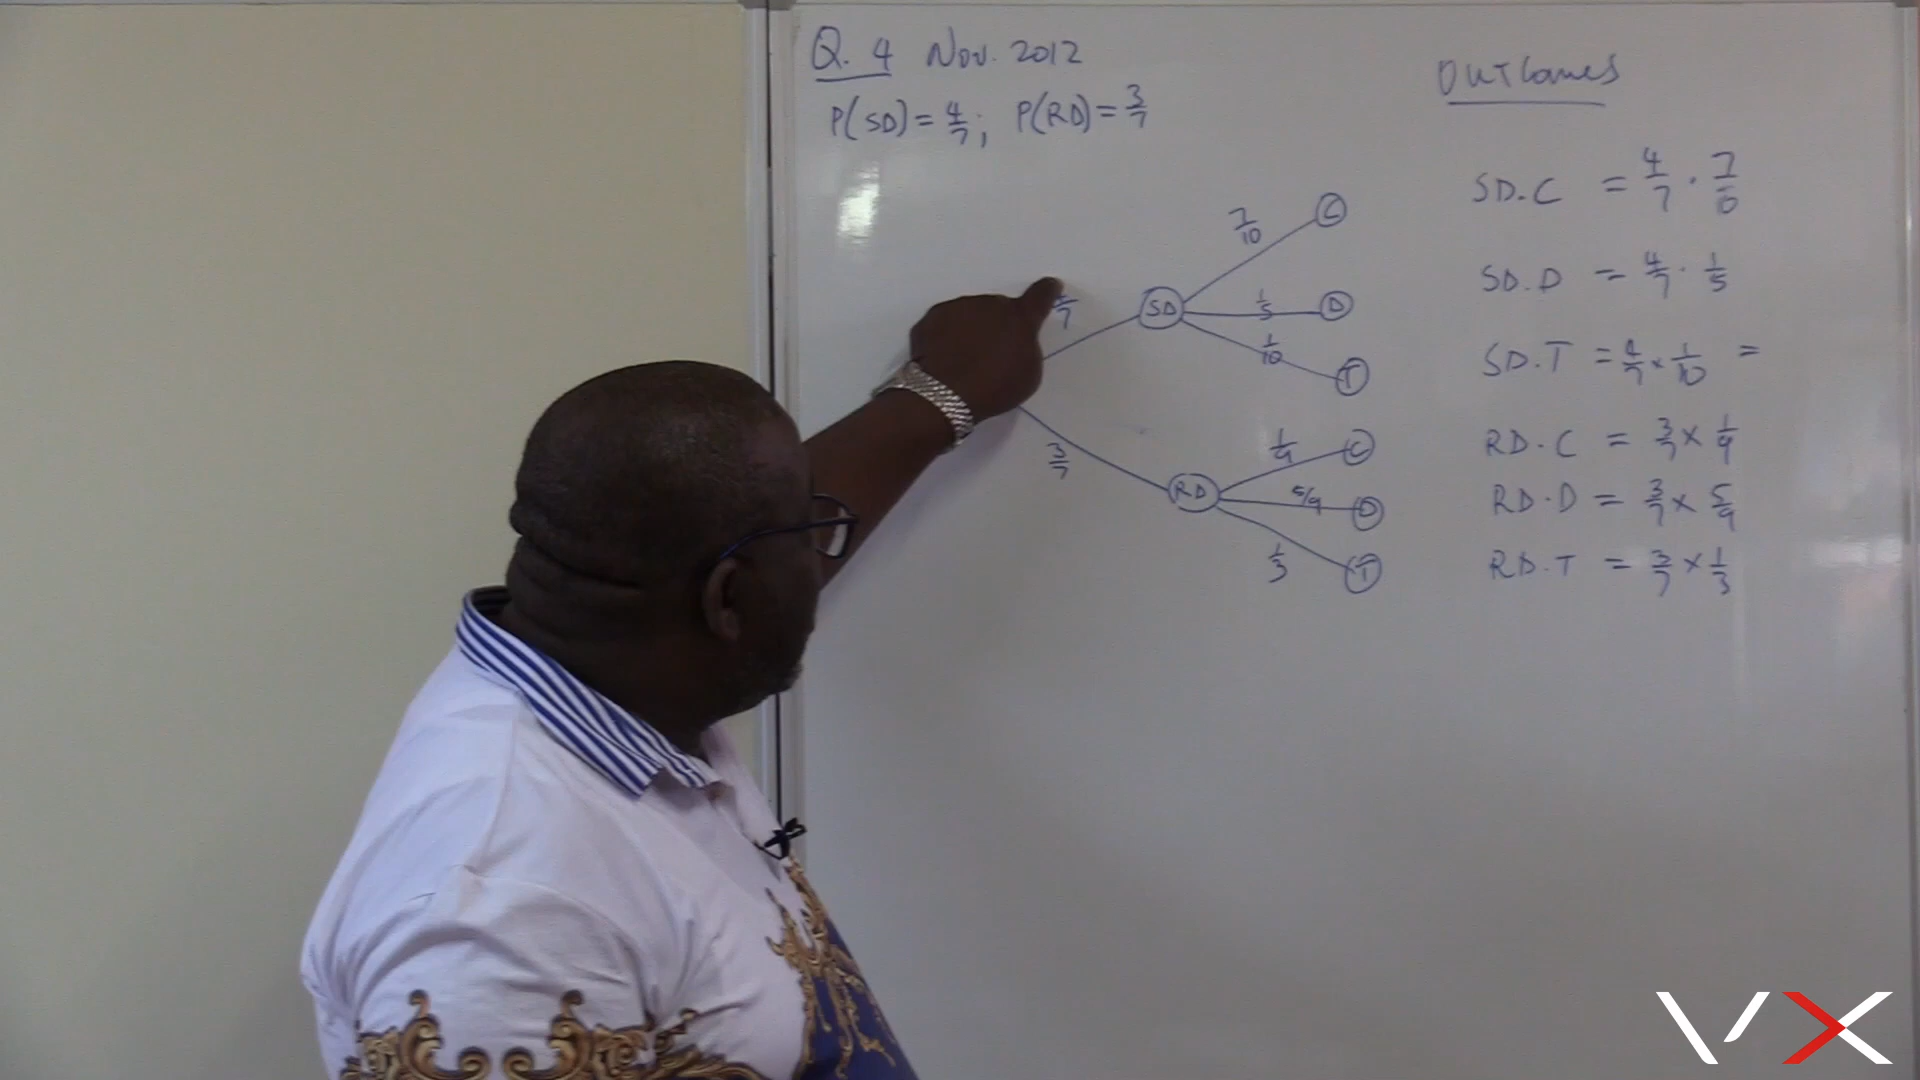 Q. 4 Nov. 2012
P(SD) = 4/7; P(RD) = 3/7
OUTComes
7/10 C
4/7 SD 1/5 D
1/10 T
3/7 RD 1/9 C
5/9 D
1/3 T
SD.C = 4/7 . 7/10
SD.D = 4/7 . 1/5
SD.T = 4/7 x 1/10 =
RD.C = 3/7 x 1/9
RD.D = 3/7 x 5/9
RD.T = 3/7 x 1/3
VX